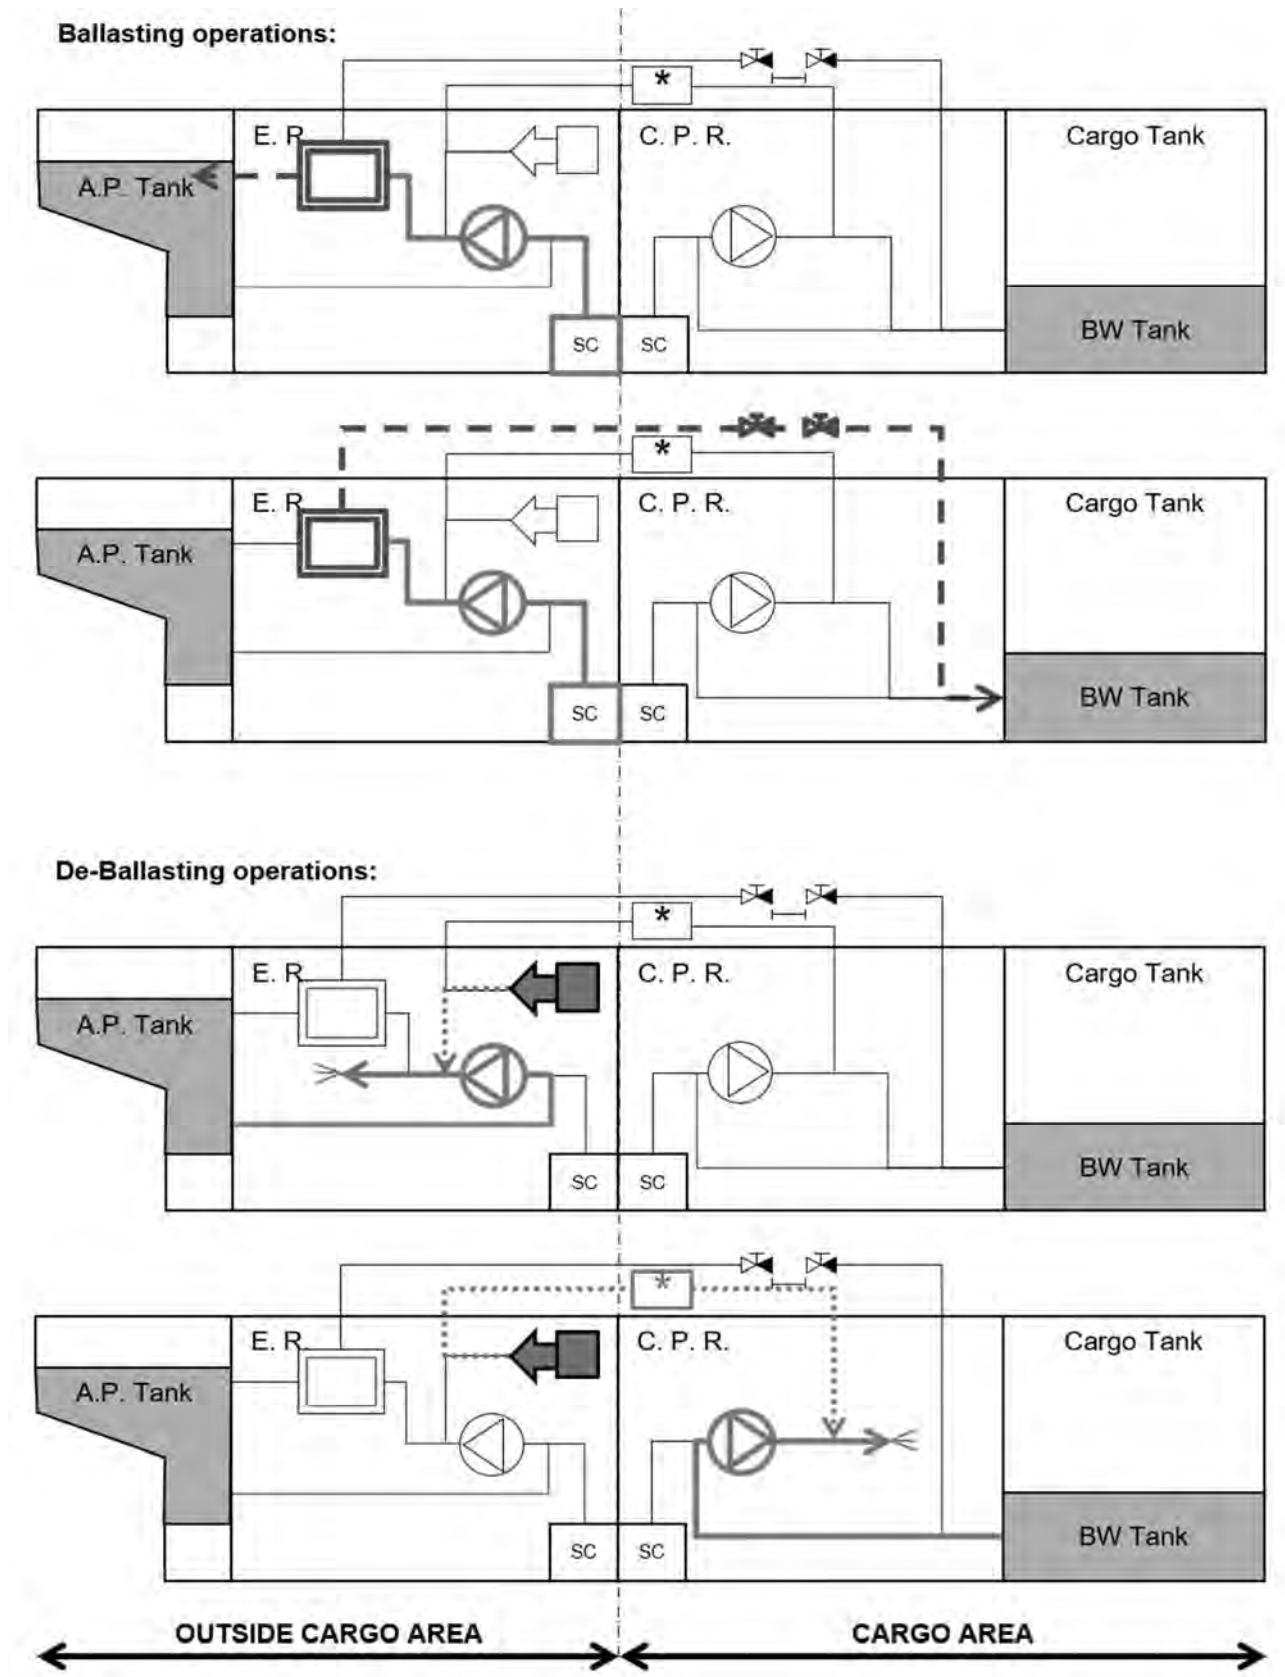 Ballasting operations:
*
E. R.
C. P. R.
Cargo Tank
A.P. Tank
SC
SC
BW Tank
*
E. R.
C. P. R.
Cargo Tank
A.P. Tank
SC
SC
BW Tank
De-Ballasting operations:
*
E. R.
C. P. R.
Cargo Tank
A.P. Tank
SC
SC
BW Tank
*
E. R.
C. P. R.
Cargo Tank
A.P. Tank
SC
SC
BW Tank
OUTSIDE CARGO AREA
CARGO AREA